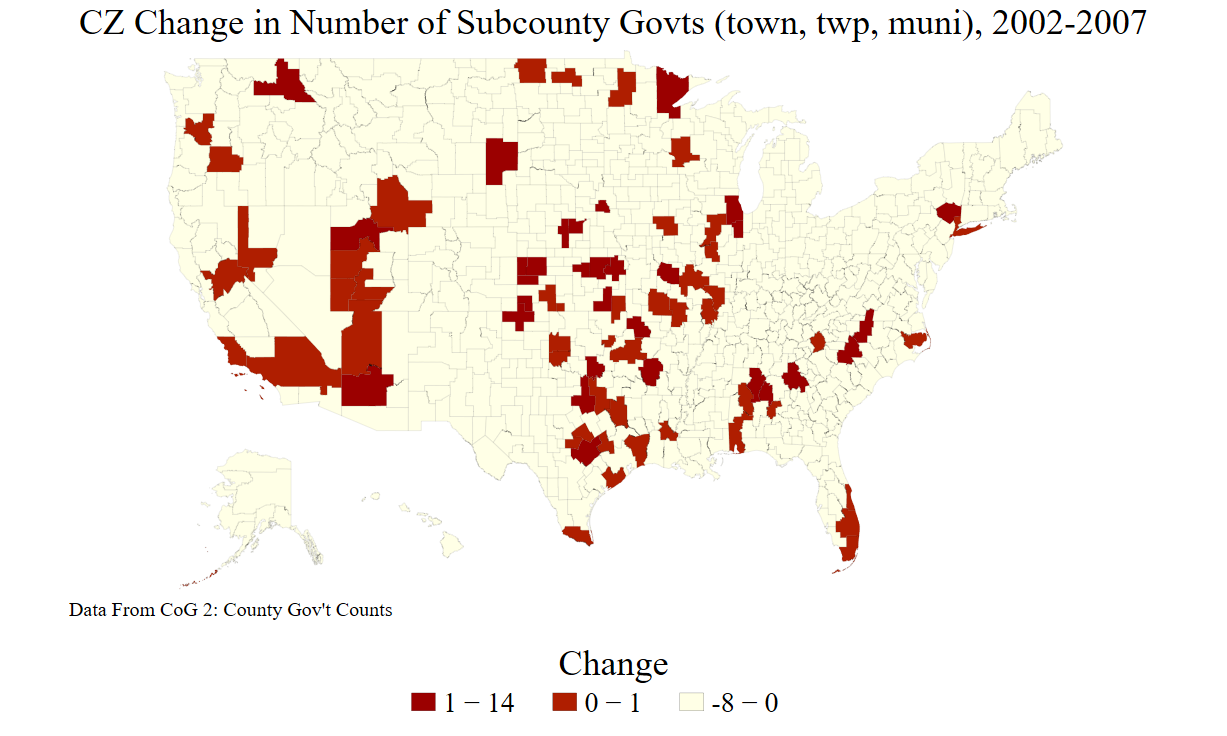 CZ Change in Number of Subcounty Govts (town, twp, muni), 2002-2007
Data From CoG 2: County Gov't Counts
Change
1 − 14 0 − 1 -8 − 0